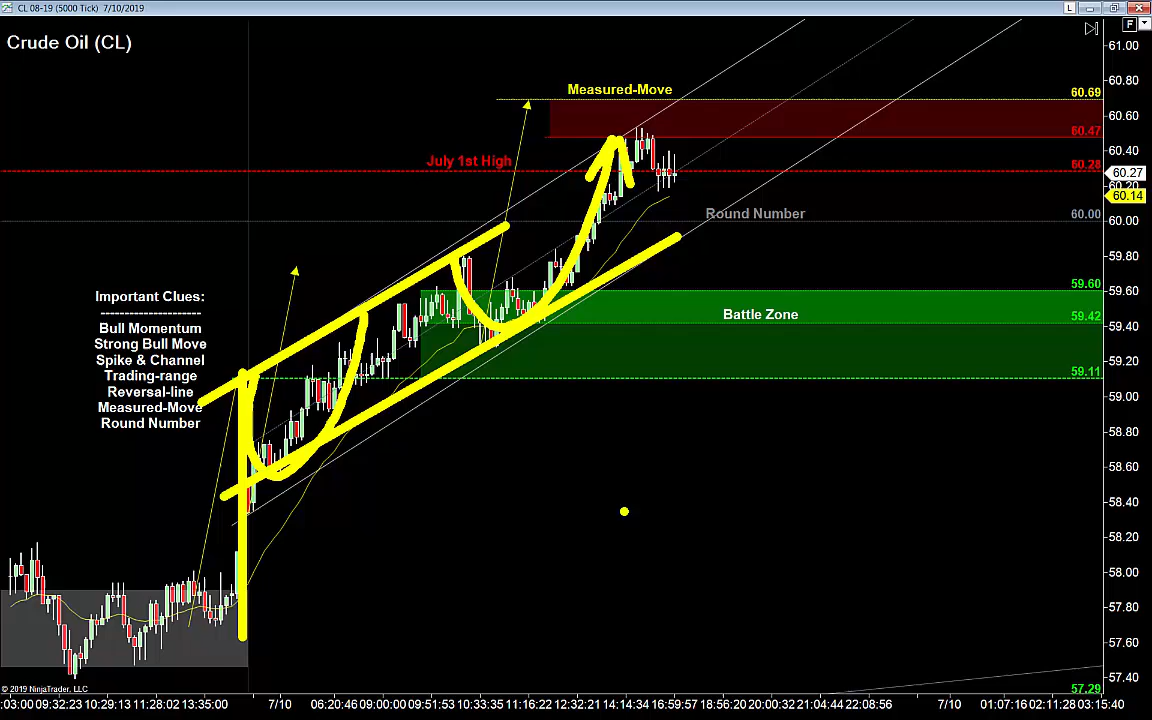 CL 08-19 (5000 Tick) 7/10/2019
L
F
Crude Oil (CL)
61.00
60.80
Measured-Move
60.69
60.60
60.47
60.40
July 1st High
60.28
60.27
60.20
60.14
Round Number
60.00
60.00
59.80
59.60
59.60
Important Clues:
----------------------
Bull Momentum
Strong Bull Move
Spike & Channel
Trading-range
Reversal-line
Measured-Move
Round Number
Battle Zone
59.42
59.40
59.20
59.11
59.00
58.80
58.60
58.40
58.20
58.00
57.80
57.60
57.40
57.29
© 2019 NinjaTrader, LLC
:03:00 09:32:23 10:29:13 11:28:02 13:35:00 7/10 06:20:46 09:00:00 09:51:53 10:33:35 11:16:22 12:32:21 14:14:34 16:59:57 18:56:20 20:00:32 21:04:44 22:08:56 7/10 01:07:16 02:11:28 03:15:40